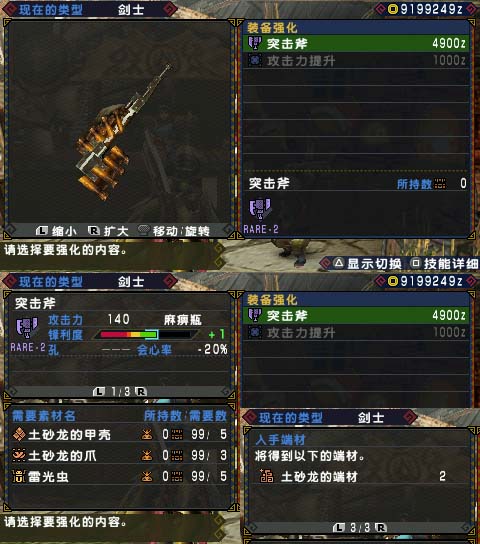 现在的类型 剑士
9199249z
装备强化
突击斧 4900z
攻击力提升 1000z
突击斧 所持数 0
RARE-2
L 缩小 R 扩大 移动/旋转
请选择要强化的内容。
△显示切换 □技能详细
现在的类型 剑士
9199249z
突击斧
RARE-2
攻击力 140 麻痹瓶
锋利度 +1
孔 --- 会心率 -20%
L 1/3 R
装备强化
突击斧 4900z
攻击力提升 1000z
需要素材名 所持数/需要数
土砂龙的甲壳 0 99/ 5
土砂龙的爪 0 99/ 3
雷光虫 0 99/ 5
请选择要强化的内容。
现在的类型 剑士
入手端材
将得到以下的端材。
土砂龙的端材 2
L 3/3 R